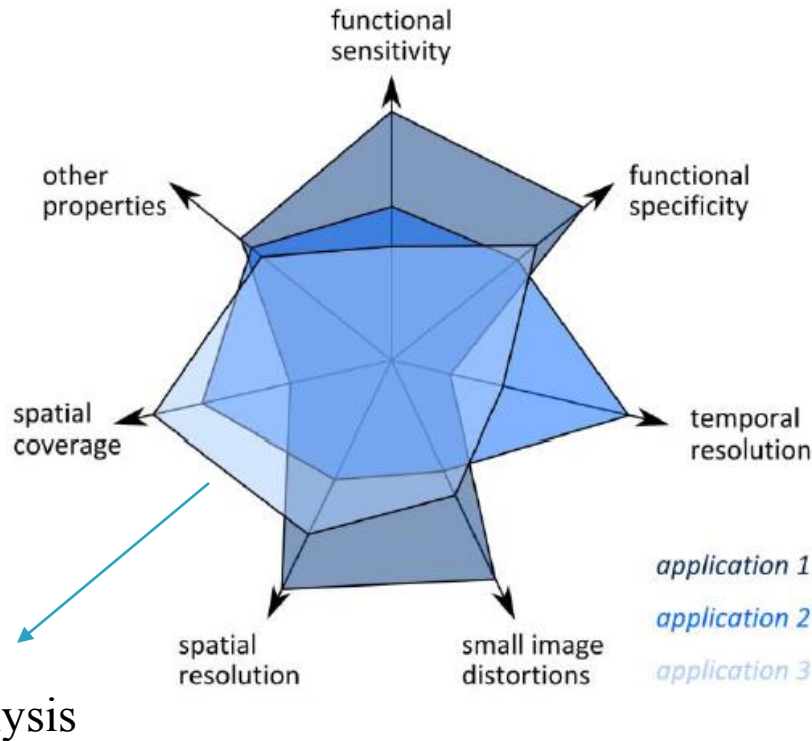 functional
sensitivity
other
properties
functional
specificity
spatial
coverage
temporal
resolution
application 1
application 2
application 3
spatial
resolution
small image
distortions
ysis